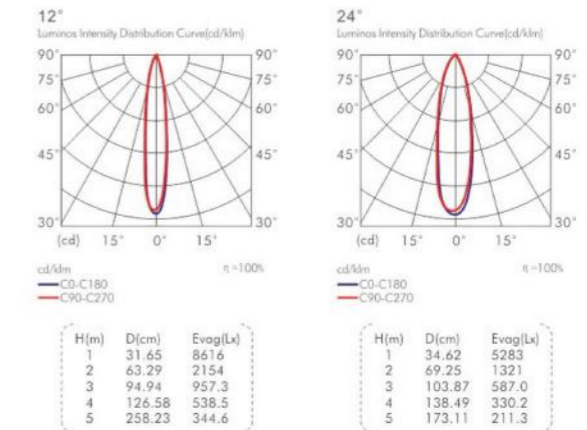 12°
Luminos Intensity Distribution Curve(cd/klm)
90° 90°
75° 75°
60° 60°
45° 45°
30° 30°
(cd) 15° 0° 15°
cd/klm η=100%
C0-C180
C90-C270
H(m) D(cm) Evag(Lx)
1 31.65 8616
2 63.29 2154
3 94.94 957.3
4 126.58 538.5
5 258.23 344.6
24°
Luminos Intensity Distribution Curve(cd/klm)
90° 90°
75° 75°
60° 60°
45° 45°
30° 30°
(cd) 15° 0° 15°
cd/klm η=100%
C0-C180
C90-C270
H(m) D(cm) Evag(Lx)
1 34.62 5283
2 69.25 1321
3 103.87 587.0
4 138.49 330.2
5 173.11 211.3